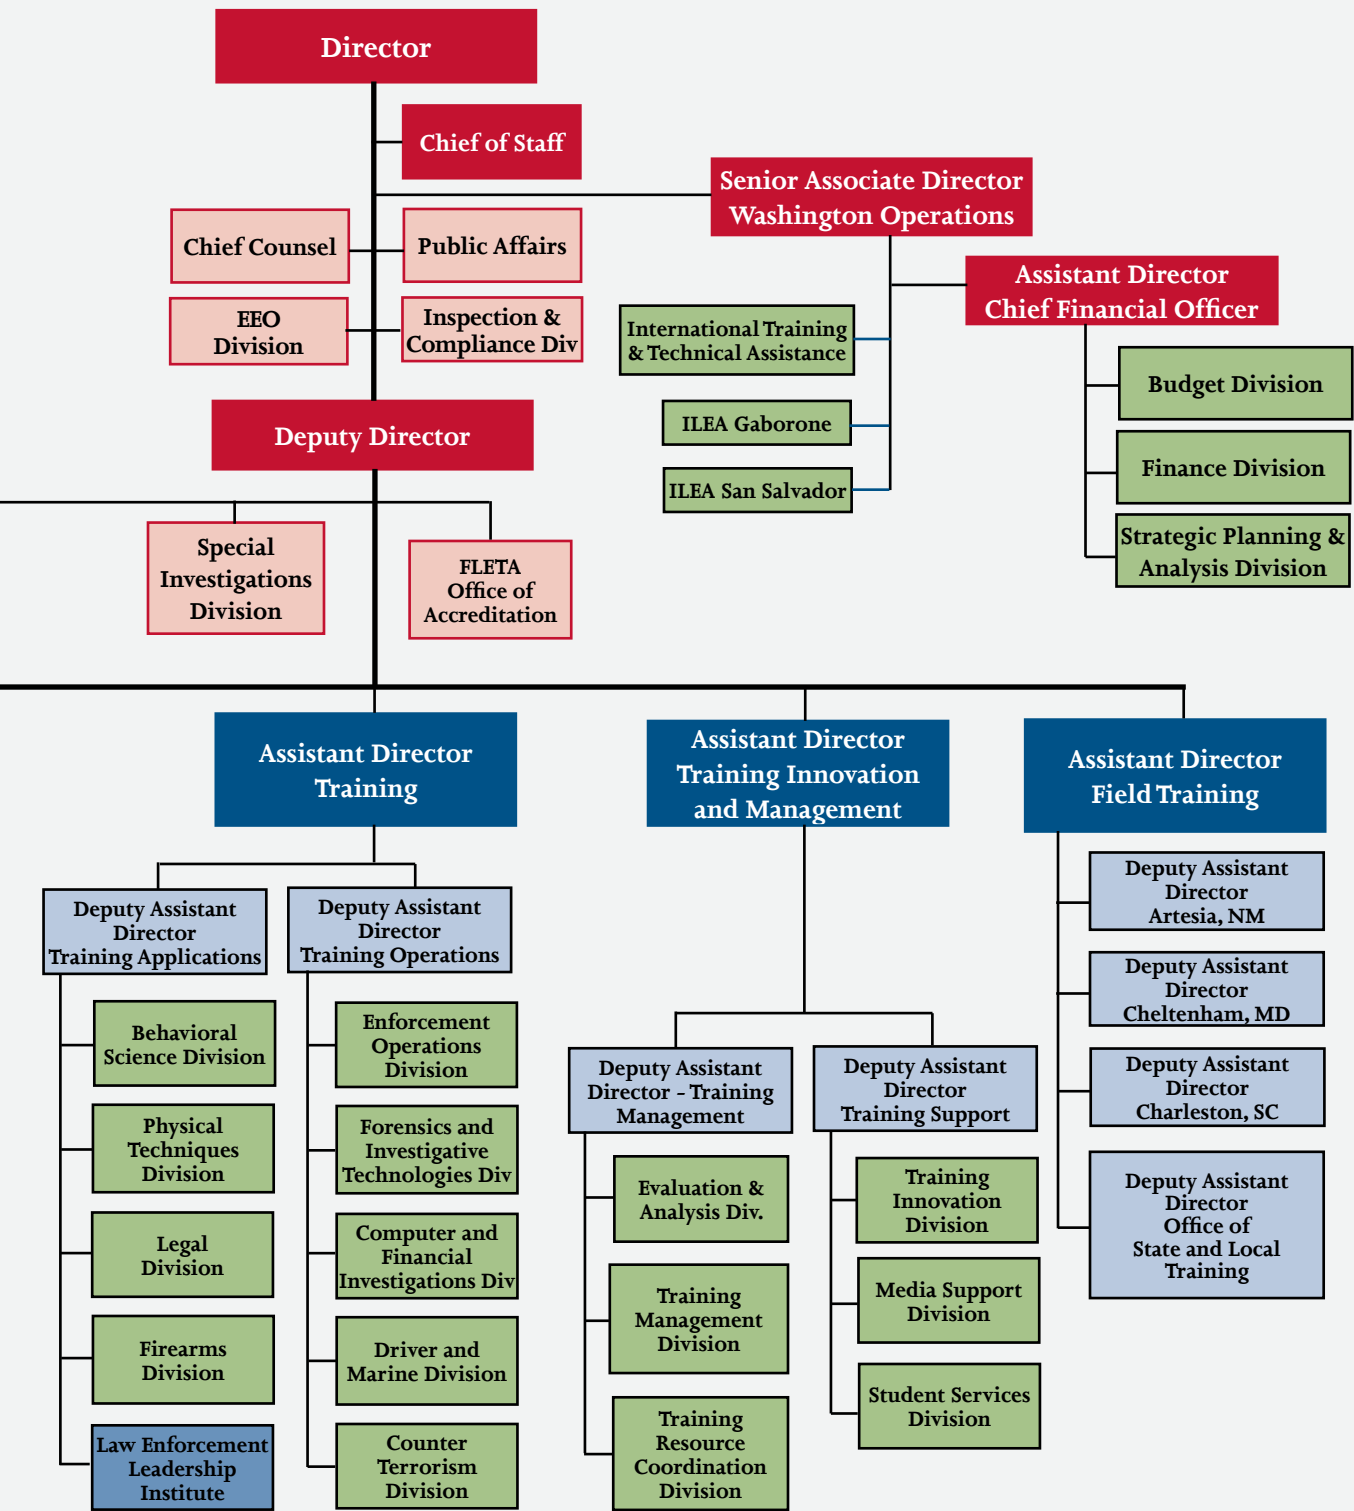 Director
Chief of Staff
Senior Associate Director
Washington Operations
Chief Counsel
Public Affairs
EEO
Division
Inspection &
Compliance Div
Assistant Director
Chief Financial Officer
International Training
& Technical Assistance
ILEA Gaborone
ILEA San Salvador
Budget Division
Finance Division
Strategic Planning &
Analysis Division
Deputy Director
Special
Investigations
Division
FLETA
Office of
Accreditation
Assistant Director
Training
Assistant Director
Training Innovation
and Management
Assistant Director
Field Training
Deputy Assistant
Director
Training Applications
Behavioral
Science Division
Physical
Techniques
Division
Legal
Division
Firearms
Division
Law Enforcement
Leadership
Institute
Deputy Assistant
Director
Training Operations
Enforcement
Operations
Division
Forensics and
Investigative
Technologies Div
Computer and
Financial
Investigations Div
Driver and
Marine Division
Counter
Terrorism
Division
Deputy Assistant
Director - Training
Management
Evaluation &
Analysis Div.
Training
Management
Division
Training
Resource
Coordination
Division
Deputy Assistant
Director
Training Support
Training
Innovation
Division
Media Support
Division
Student Services
Division
Deputy Assistant
Director
Artesia, NM
Deputy Assistant
Director
Cheltenham, MD
Deputy Assistant
Director
Charleston, SC
Deputy Assistant
Director
Office of
State and Local
Training